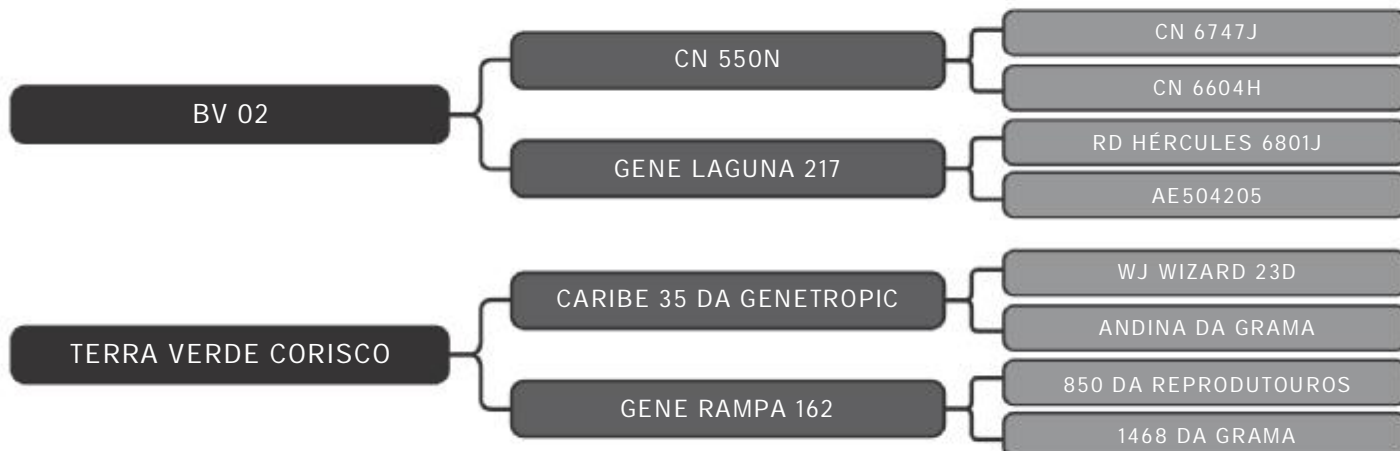 BV 02
CN 550N
CN 6747J
CN 6604H
GENE LAGUNA 217
RD HÉRCULES 6801J
AE504205
TERRA VERDE CORISCO
CARIBE 35 DA GENETROPIC
WJ WIZARD 23D
ANDINA DA GRAMA
GENE RAMPA 162
850 DA REPRODUTOUROS
1468 DA GRAMA